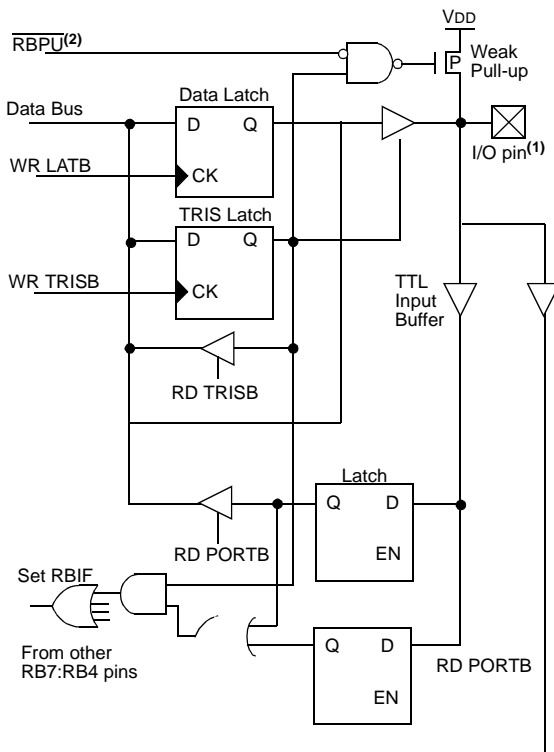 VDD
RBPU(2)
Weak
Pull-up
P
Data Latch
Data Bus
D Q
I/O pin(1)
WR LATB
CK
TRIS Latch
D Q
WR TRISB
CK
TTL
Input
Buffer
RD TRISB
Latch
Q D
RD PORTB
EN
Set RBIF
From other
RB7:RB4 pins
Q D
RD PORTB
EN